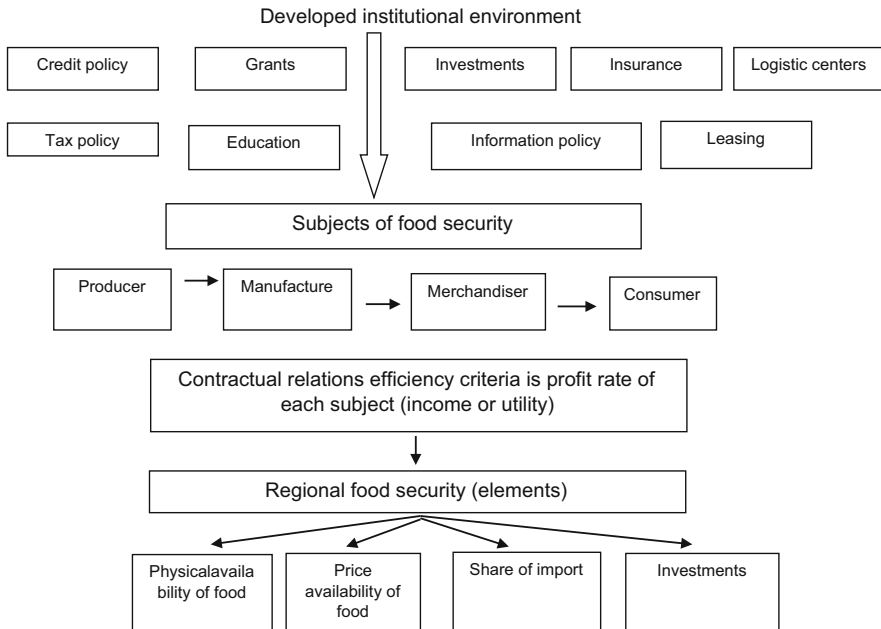 Developed institutional environment
Credit policy
Grants
Investments
Insurance
Logistic centers
Tax policy
Education
Information policy
Leasing
Subjects of food security
Producer
Manufacture
Merchandiser
Consumer
Contractual relations efficiency criteria is profit rate of
each subject (income or utility)
Regional food security (elements)
Physicalavaila
bility of food
Price
availability of
food
Share of import
Investments